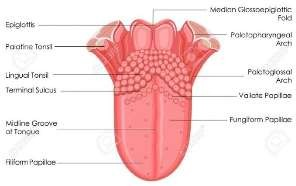 Epiglottis
Palatine Tonsil
Lingual Tonsil
Terminal Sulcus
Midline Groove
of Tongue
Filiform Papillae
Median Glossoepiglottic
Fold
Palatopharyngeal
Arch
Palatoglossal
Arch
Vallate Papillae
Fungiform Papillae